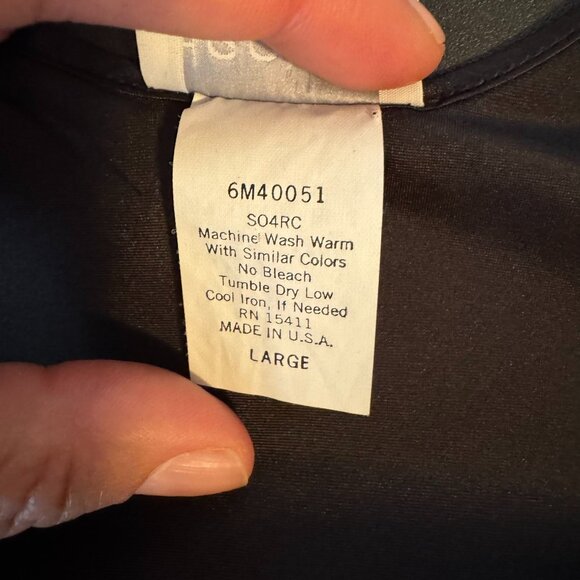 6M40051
S04RC
Machine Wash Warm
With Similar Colors
No Bleach
Tumble Dry Low
Cool Iron, If Needed
RN 15411
MADE IN U.S.A.
LARGE